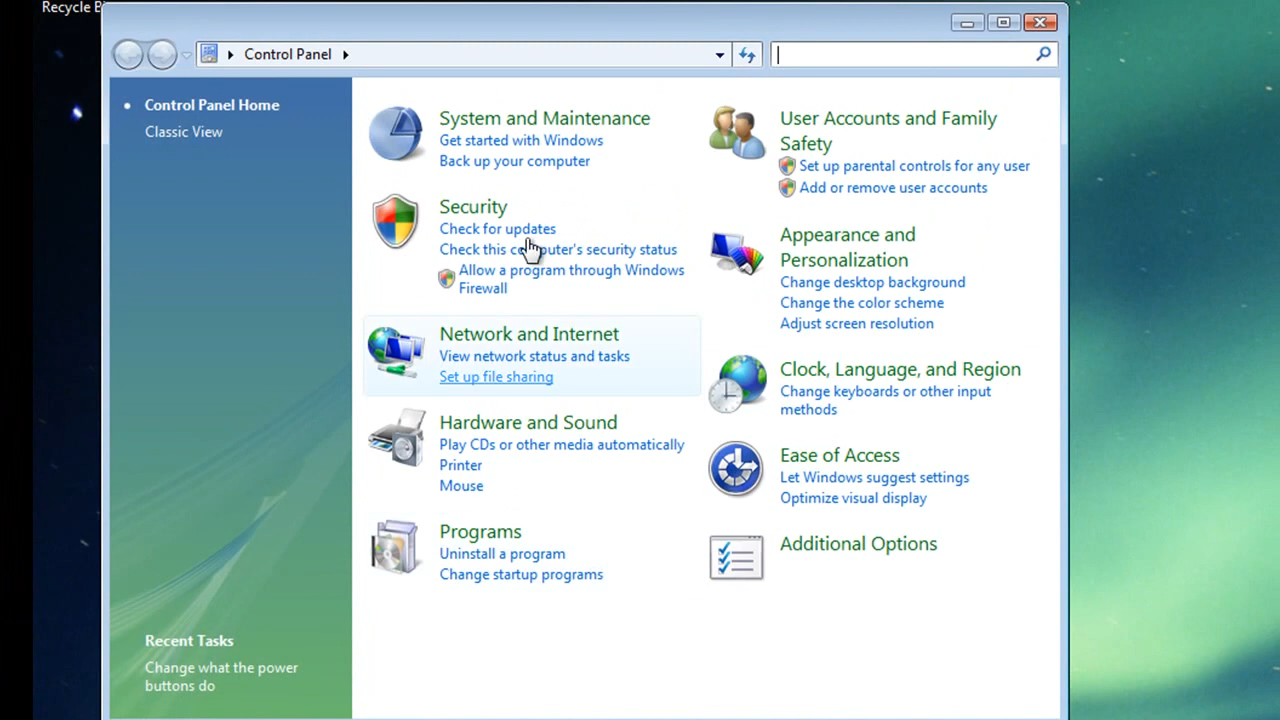 Recycle B
Control Panel
Control Panel Home
Classic View
Recent Tasks
Change what the power
buttons do
System and Maintenance
Get started with Windows
Back up your computer
Security
Check for updates
Check this computer's security status
Allow a program through Windows
Firewall
Network and Internet
View network status and tasks
Set up file sharing
Hardware and Sound
Play CDs or other media automatically
Printer
Mouse
Programs
Uninstall a program
Change startup programs
User Accounts and Family
Safety
Set up parental controls for any user
Add or remove user accounts
Appearance and
Personalization
Change desktop background
Change the color scheme
Adjust screen resolution
Clock, Language, and Region
Change keyboards or other input
methods
Ease of Access
Let Windows suggest settings
Optimize visual display
Additional Options